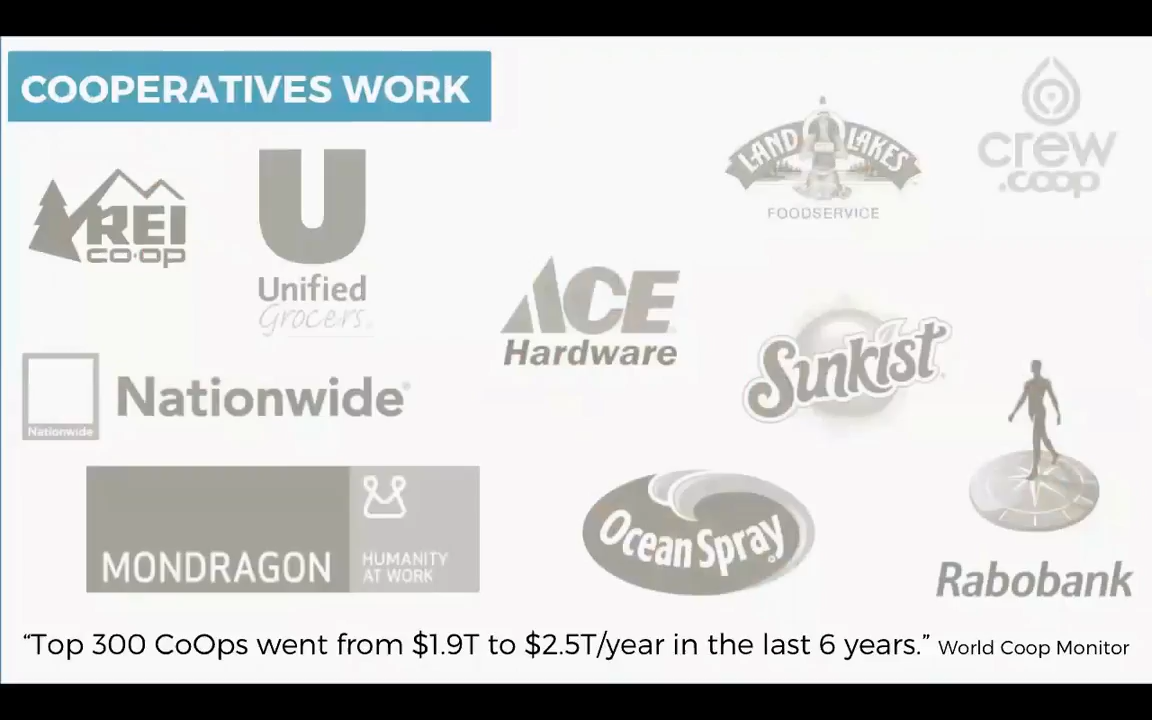 COOPERATIVES WORK
LAND O LAKES
FOODSERVICE
crew
.coop
REI
CO·OP
U
Unified
Grocers
ACE
Hardware
Sunkist
Nationwide
Nationwide®
MONDRAGON
HUMANITY
AT WORK
Ocean Spray
Rabobank
“Top 300 CoOps went from $1.9T to $2.5T/year in the last 6 years.” World Coop Monitor